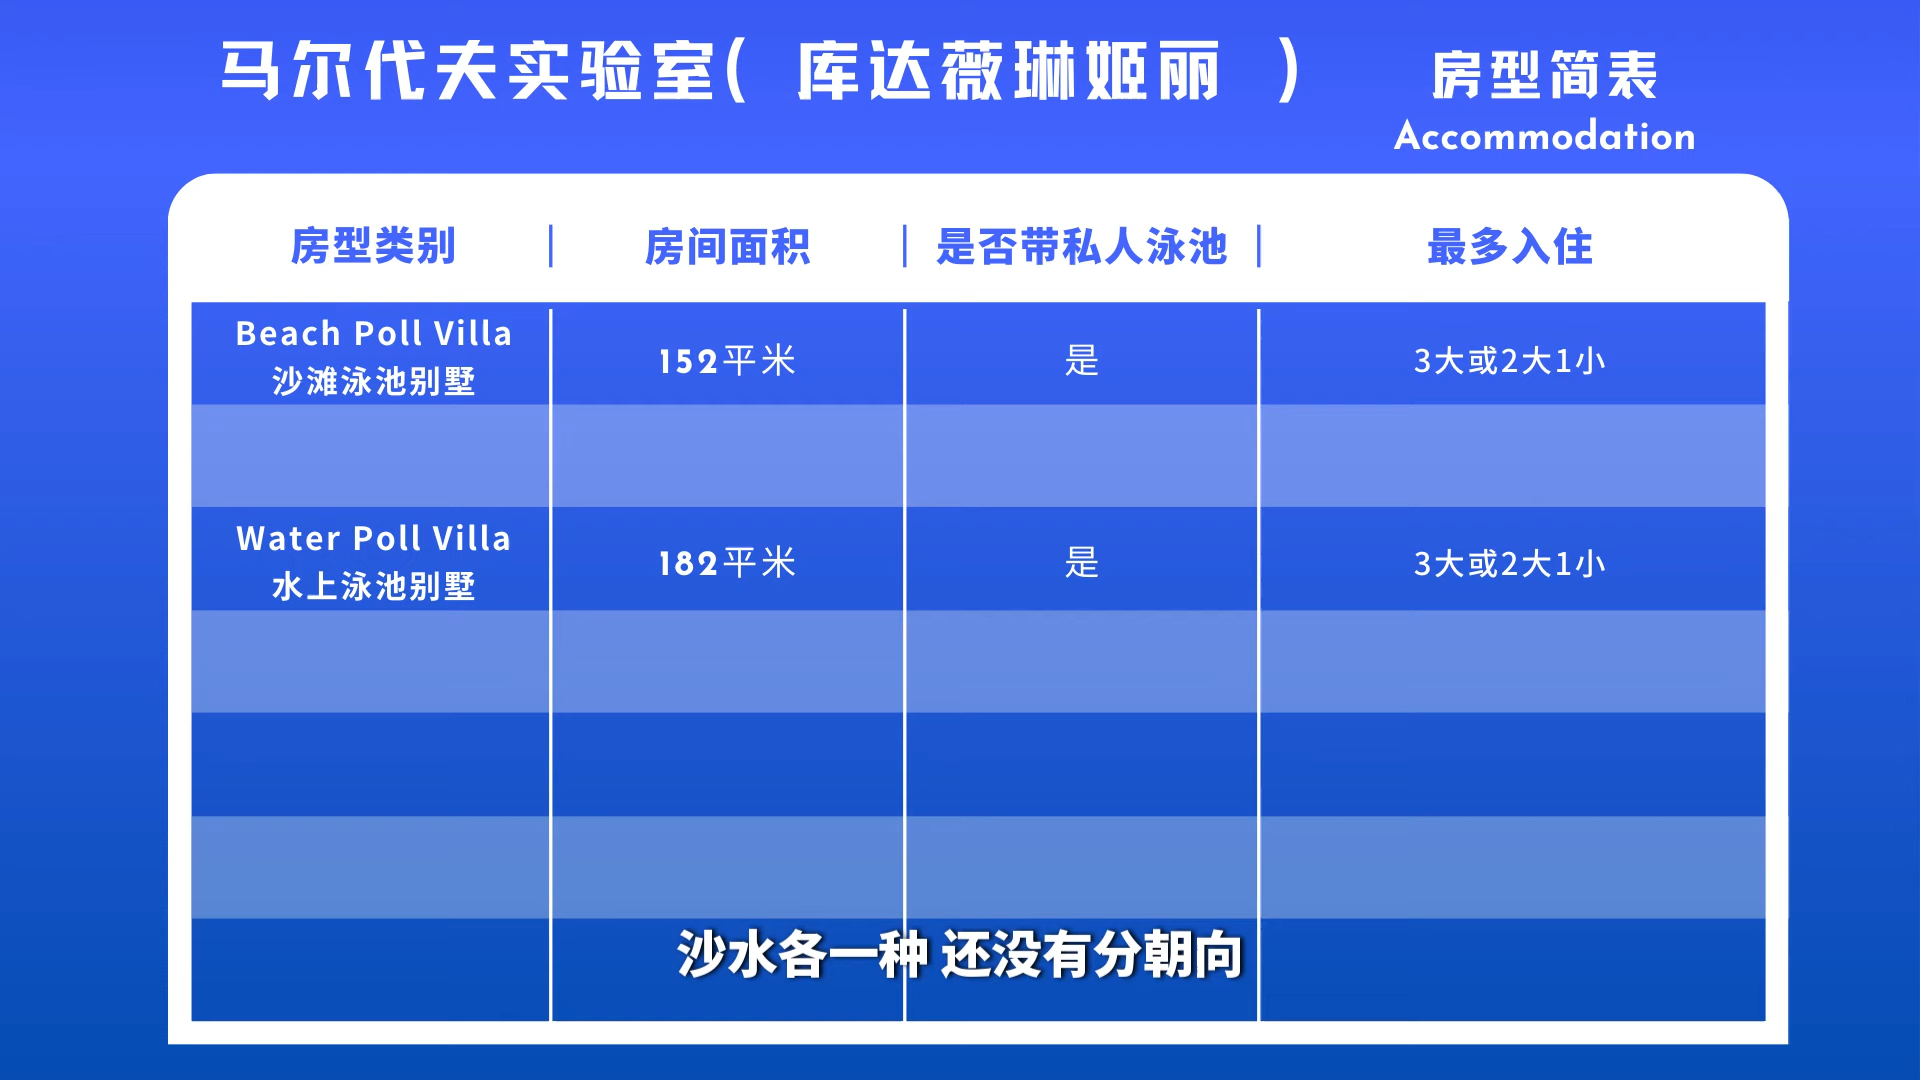 马尔代夫实验室( 库达薇琳姬丽 )
房型简表
Accommodation
房型类别 房间面积 是否带私人泳池 最多入住
Beach Poll Villa
沙滩泳池别墅
152平米 是 3大或2大1小
Water Poll Villa
水上泳池别墅
182平米 是 3大或2大1小
沙水各一种 还没有分朝向